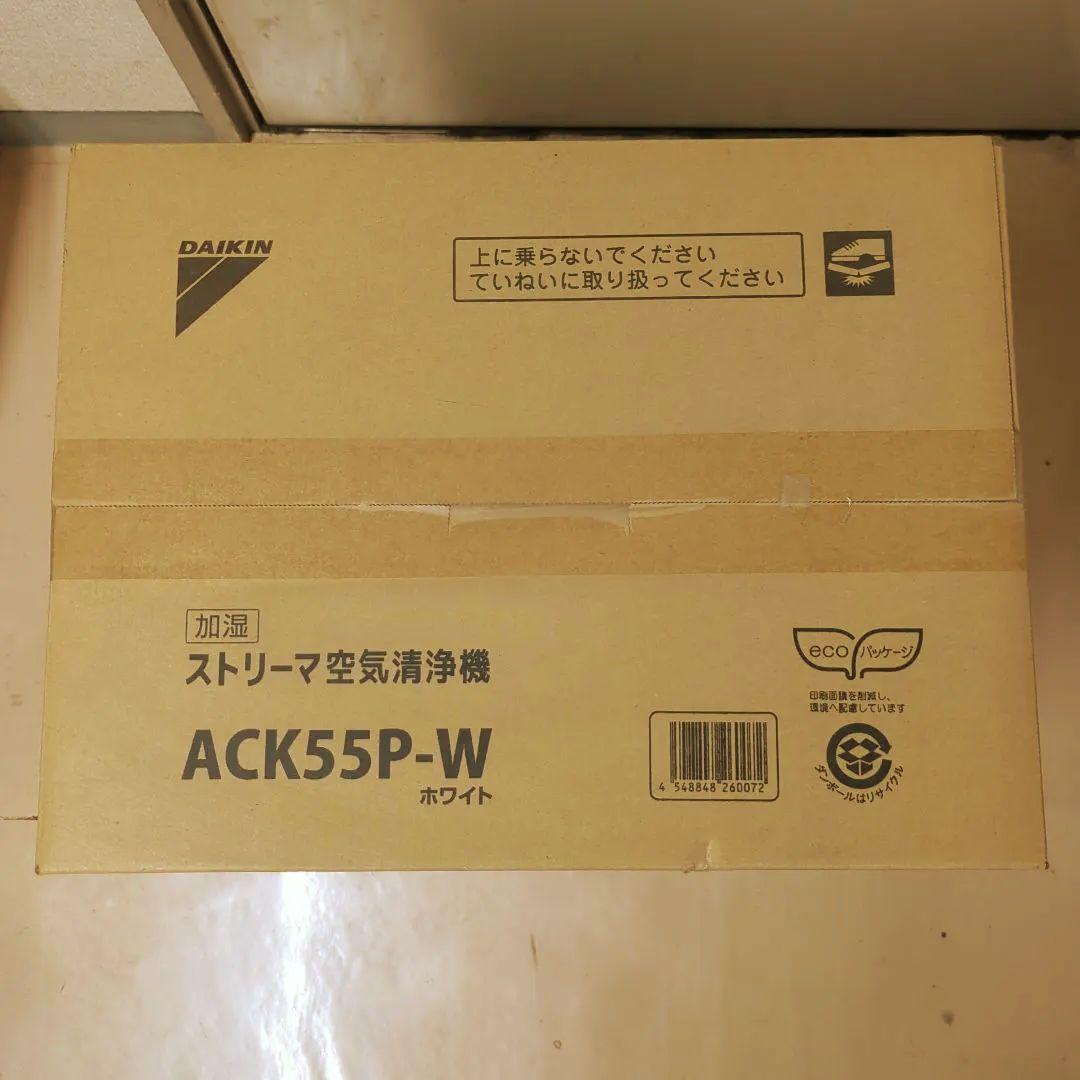 DAIKIN
上に乗らないでください
ていねいに取り扱ってください
加湿
ストリーマ空気清浄機
ACK55P-W
ホワイト
4 548848 260072
eco パッケージ
印刷面積を削減し、
環境へ配慮しています
ダンボールはリサイクル